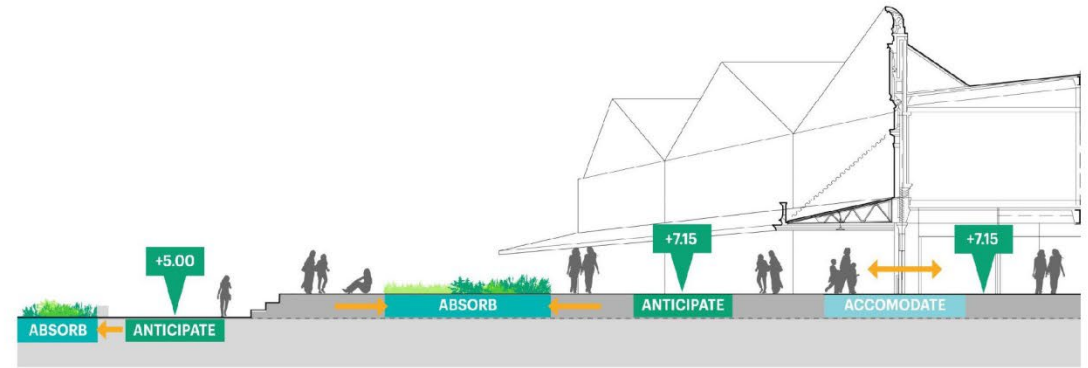 +5.00
+7.15
+7.15
ABSORB
ANTICIPATE
ABSORB
ANTICIPATE
ACCOMODATE